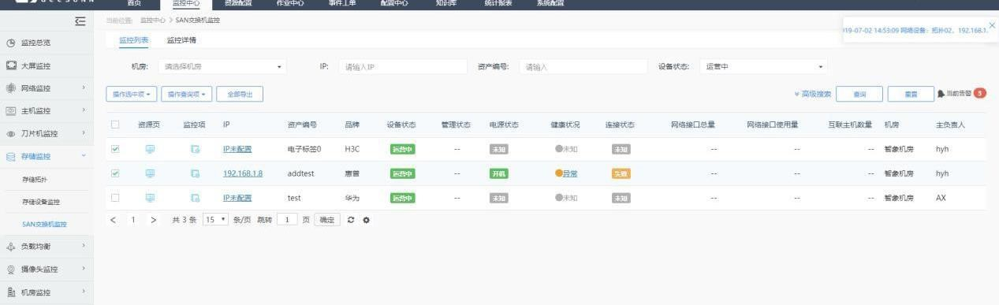 首页 监控中心 资源配置 作业中心 事件工单 配置中心 知识库 统计报表 系统配置
当前位置: 监控中心 > SAN交换机监控
19-07-02 14:53:09 网络设备：拓扑02，192.168.1.
监控总览
大屏监控
网络监控
主机监控
刀片机监控
存储监控
存储拓扑
存储设备监控
SAN交换机监控
负载均衡
摄像头监控
机房监控
监控列表 监控详情
机房: 请选择机房 IP: 请输入IP 资产编号: 请输入 设备状态: 运营中
操作选中项 操作查询项 全部导出 高级搜索 查询 重置 当前告警 3
资源页 监控项 IP 资产编号 品牌 设备状态 管理状态 电源状态 健康状况 连接状态 网络接口总量 网络接口使用量 互联主机数量 机房 主负责人
IP未配置 电子标签0 H3C 运营中 -- 未知 未知 未知 -- -- -- 智象机房 hyh
192.168.1.8 addtest 惠普 运营中 -- 开机 异常 失败 -- -- -- 智象机房 hyh
IP未配置 test 华为 运营中 -- 未知 未知 未知 -- -- -- 智象机房 AX
< 1 > 共 3 条 15 条/页 跳转 1 页 确定